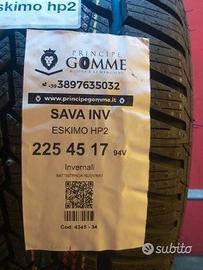 eskimo hp2
PRINCIPE
GOMME
+39 3897635032
www.principegomme.it
SAVA INV
ESKIMO HP2
225 45 17 94V
Invernali
Cod: 4345 - 34
subito